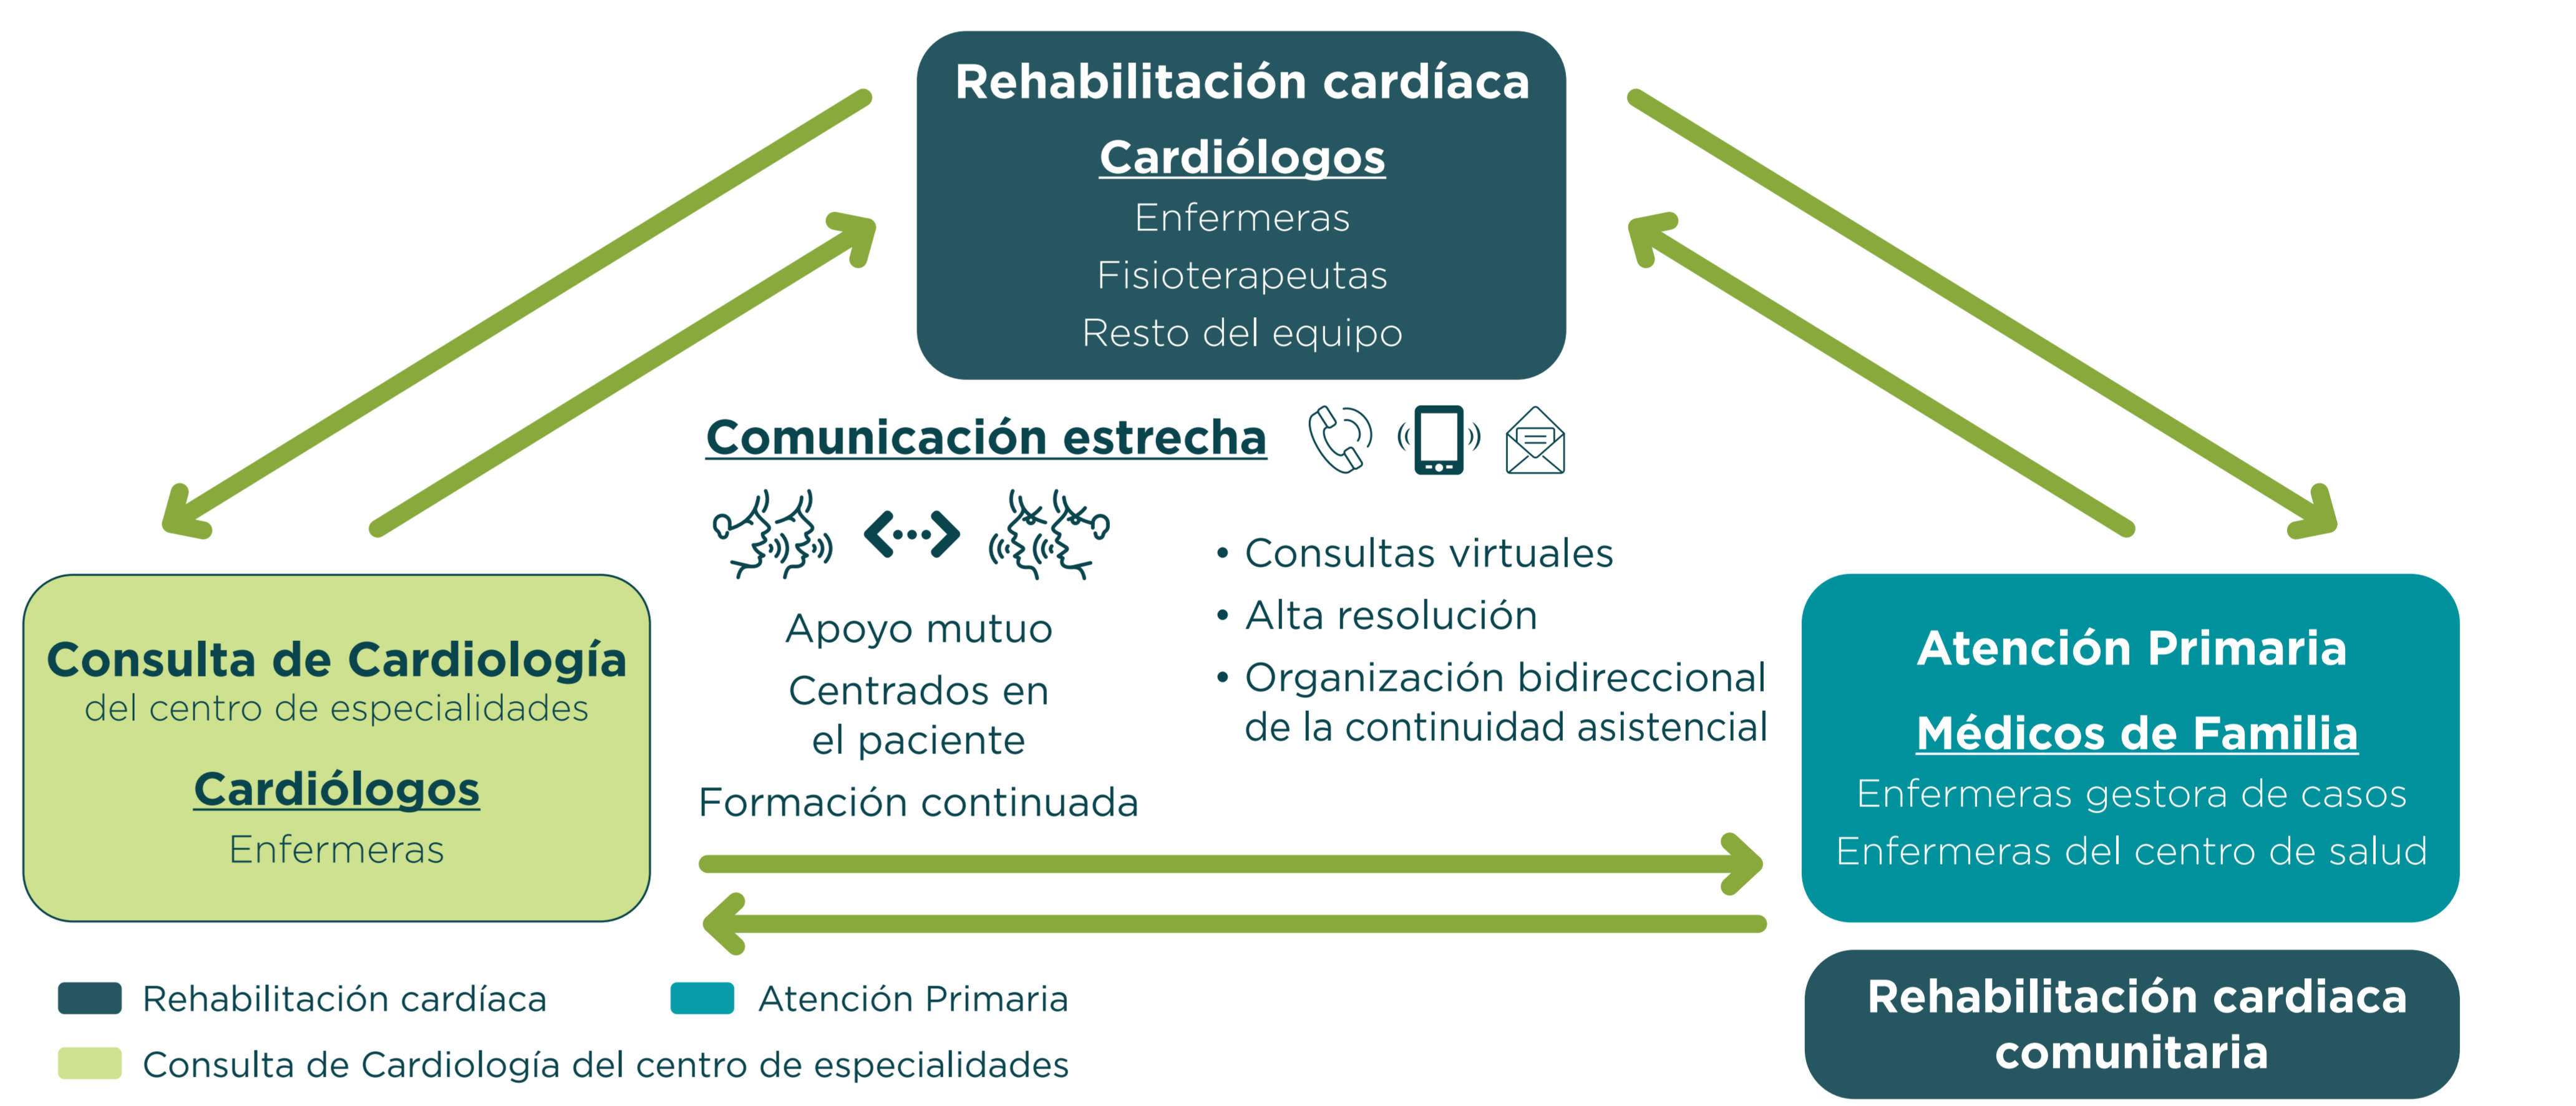 Rehabilitación cardíaca
Cardiólogos
Enfermeras
Fisioterapeutas
Resto del equipo
Comunicación estrecha
Apoyo mutuo
Centrados en
el paciente
Formación continuada
• Consultas virtuales
• Alta resolución
• Organización bidireccional
de la continuidad asistencial
Consulta de Cardiología
del centro de especialidades
Cardiólogos
Enfermeras
Atención Primaria
Médicos de Familia
Enfermeras gestora de casos
Enfermeras del centro de salud
Rehabilitación cardiaca
comunitaria
Rehabilitación cardíaca
Atención Primaria
Consulta de Cardiología del centro de especialidades